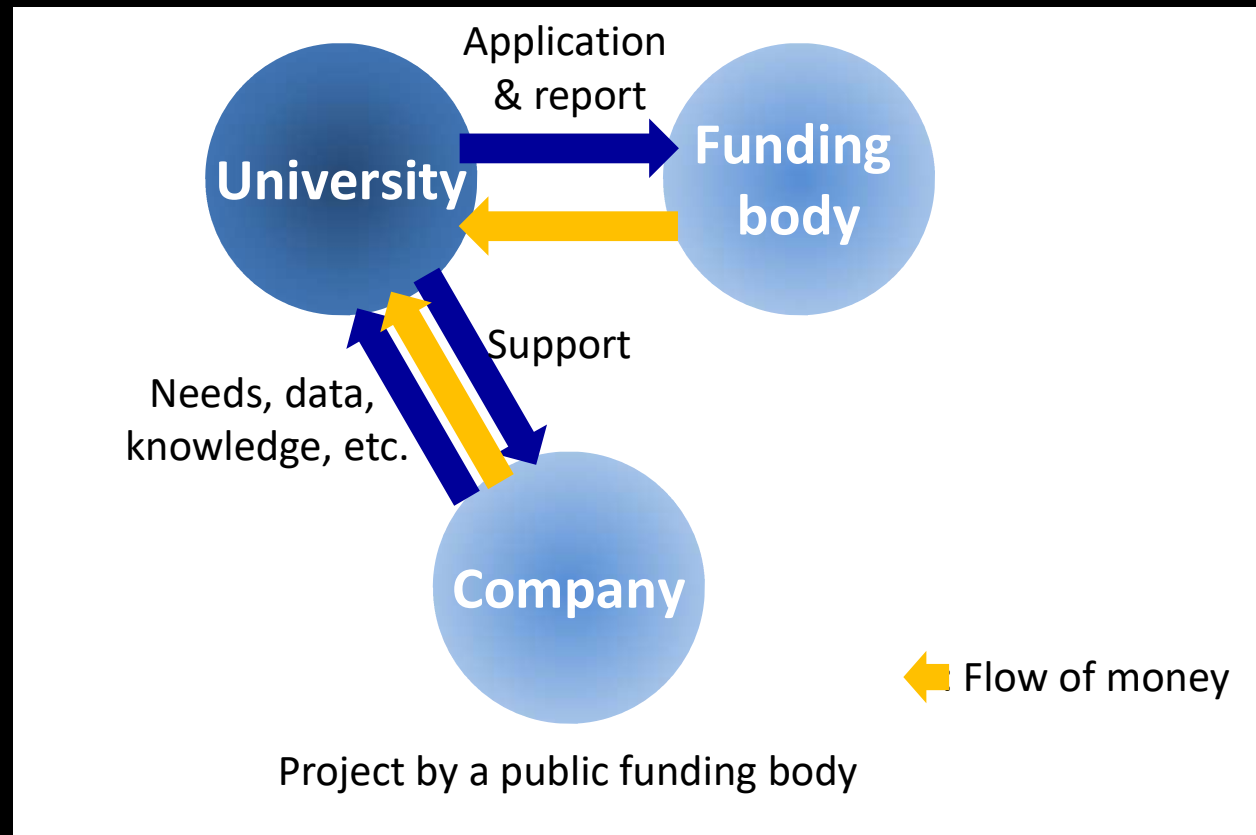 Application
& report
University
Funding
body
Support
Needs, data,
knowledge, etc.
Company
: Flow of money
Project by a public funding body